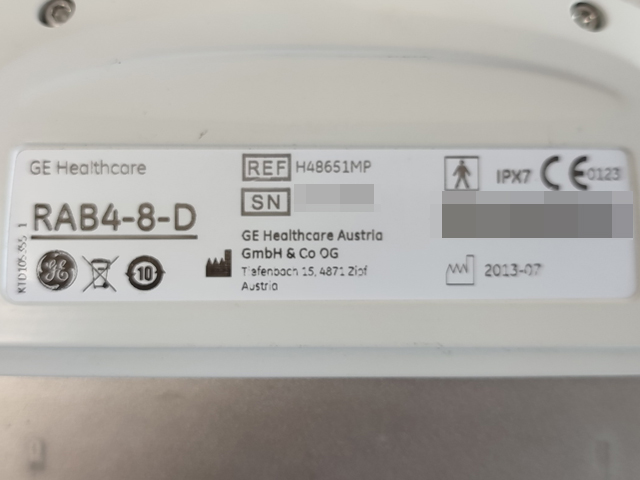 GE Healthcare
RAB4-8-D
10
REF H48651MP
SN
GE Healthcare Austria
GmbH & Co OG
Tiefenbach 15, 4871 Zipf
Austria
IPX7 CE 0123
2013-07